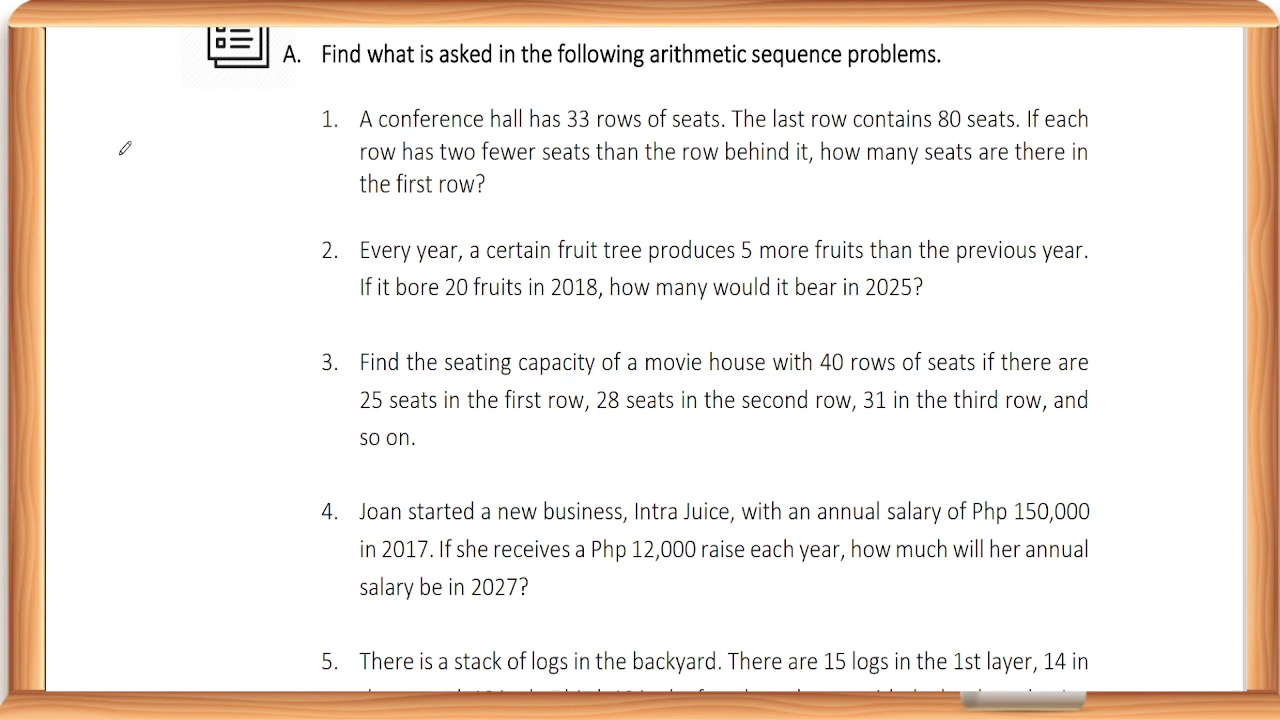 A. Find what is asked in the following arithmetic sequence problems.
1. A conference hall has 33 rows of seats. The last row contains 80 seats. If each
row has two fewer seats than the row behind it, how many seats are there in
the first row?
2. Every year, a certain fruit tree produces 5 more fruits than the previous year.
If it bore 20 fruits in 2018, how many would it bear in 2025?
3. Find the seating capacity of a movie house with 40 rows of seats if there are
25 seats in the first row, 28 seats in the second row, 31 in the third row, and
so on.
4. Joan started a new business, Intra Juice, with an annual salary of Php 150,000
in 2017. If she receives a Php 12,000 raise each year, how much will her annual
salary be in 2027?
5. There is a stack of logs in the backyard. There are 15 logs in the 1st layer, 14 in